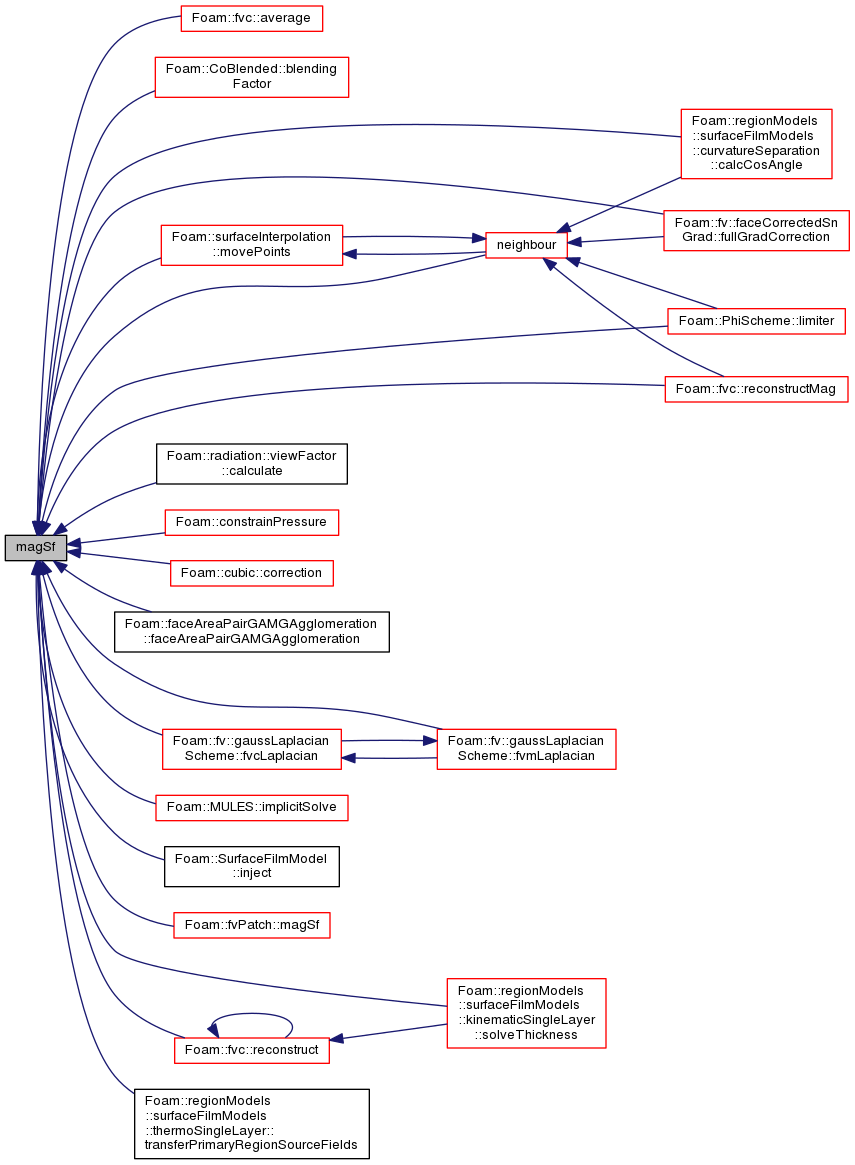 Foam::fvc::average
Foam::CoBlended::blending
Factor
Foam::regionModels
::surfaceFilmModels
::curvatureSeparation
::calcCosAngle
Foam::fv::faceCorrectedSn
Grad::fullGradCorrection
Foam::surfaceInterpolation
::movePoints
neighbour
Foam::PhiScheme::limiter
Foam::fvc::reconstructMag
Foam::radiation::viewFactor
::calculate
Foam::constrainPressure
magSf
Foam::cubic::correction
Foam::faceAreaPairGAMGAgglomeration
::faceAreaPairGAMGAgglomeration
Foam::fv::gaussLaplacian
Scheme::fvcLaplacian
Foam::fv::gaussLaplacian
Scheme::fvmLaplacian
Foam::MULES::implicitSolve
Foam::SurfaceFilmModel
::inject
Foam::fvPatch::magSf
Foam::regionModels
::surfaceFilmModels
::kinematicSingleLayer
::solveThickness
Foam::fvc::reconstruct
Foam::regionModels
::surfaceFilmModels
::thermoSingleLayer::
transferPrimaryRegionSourceFields